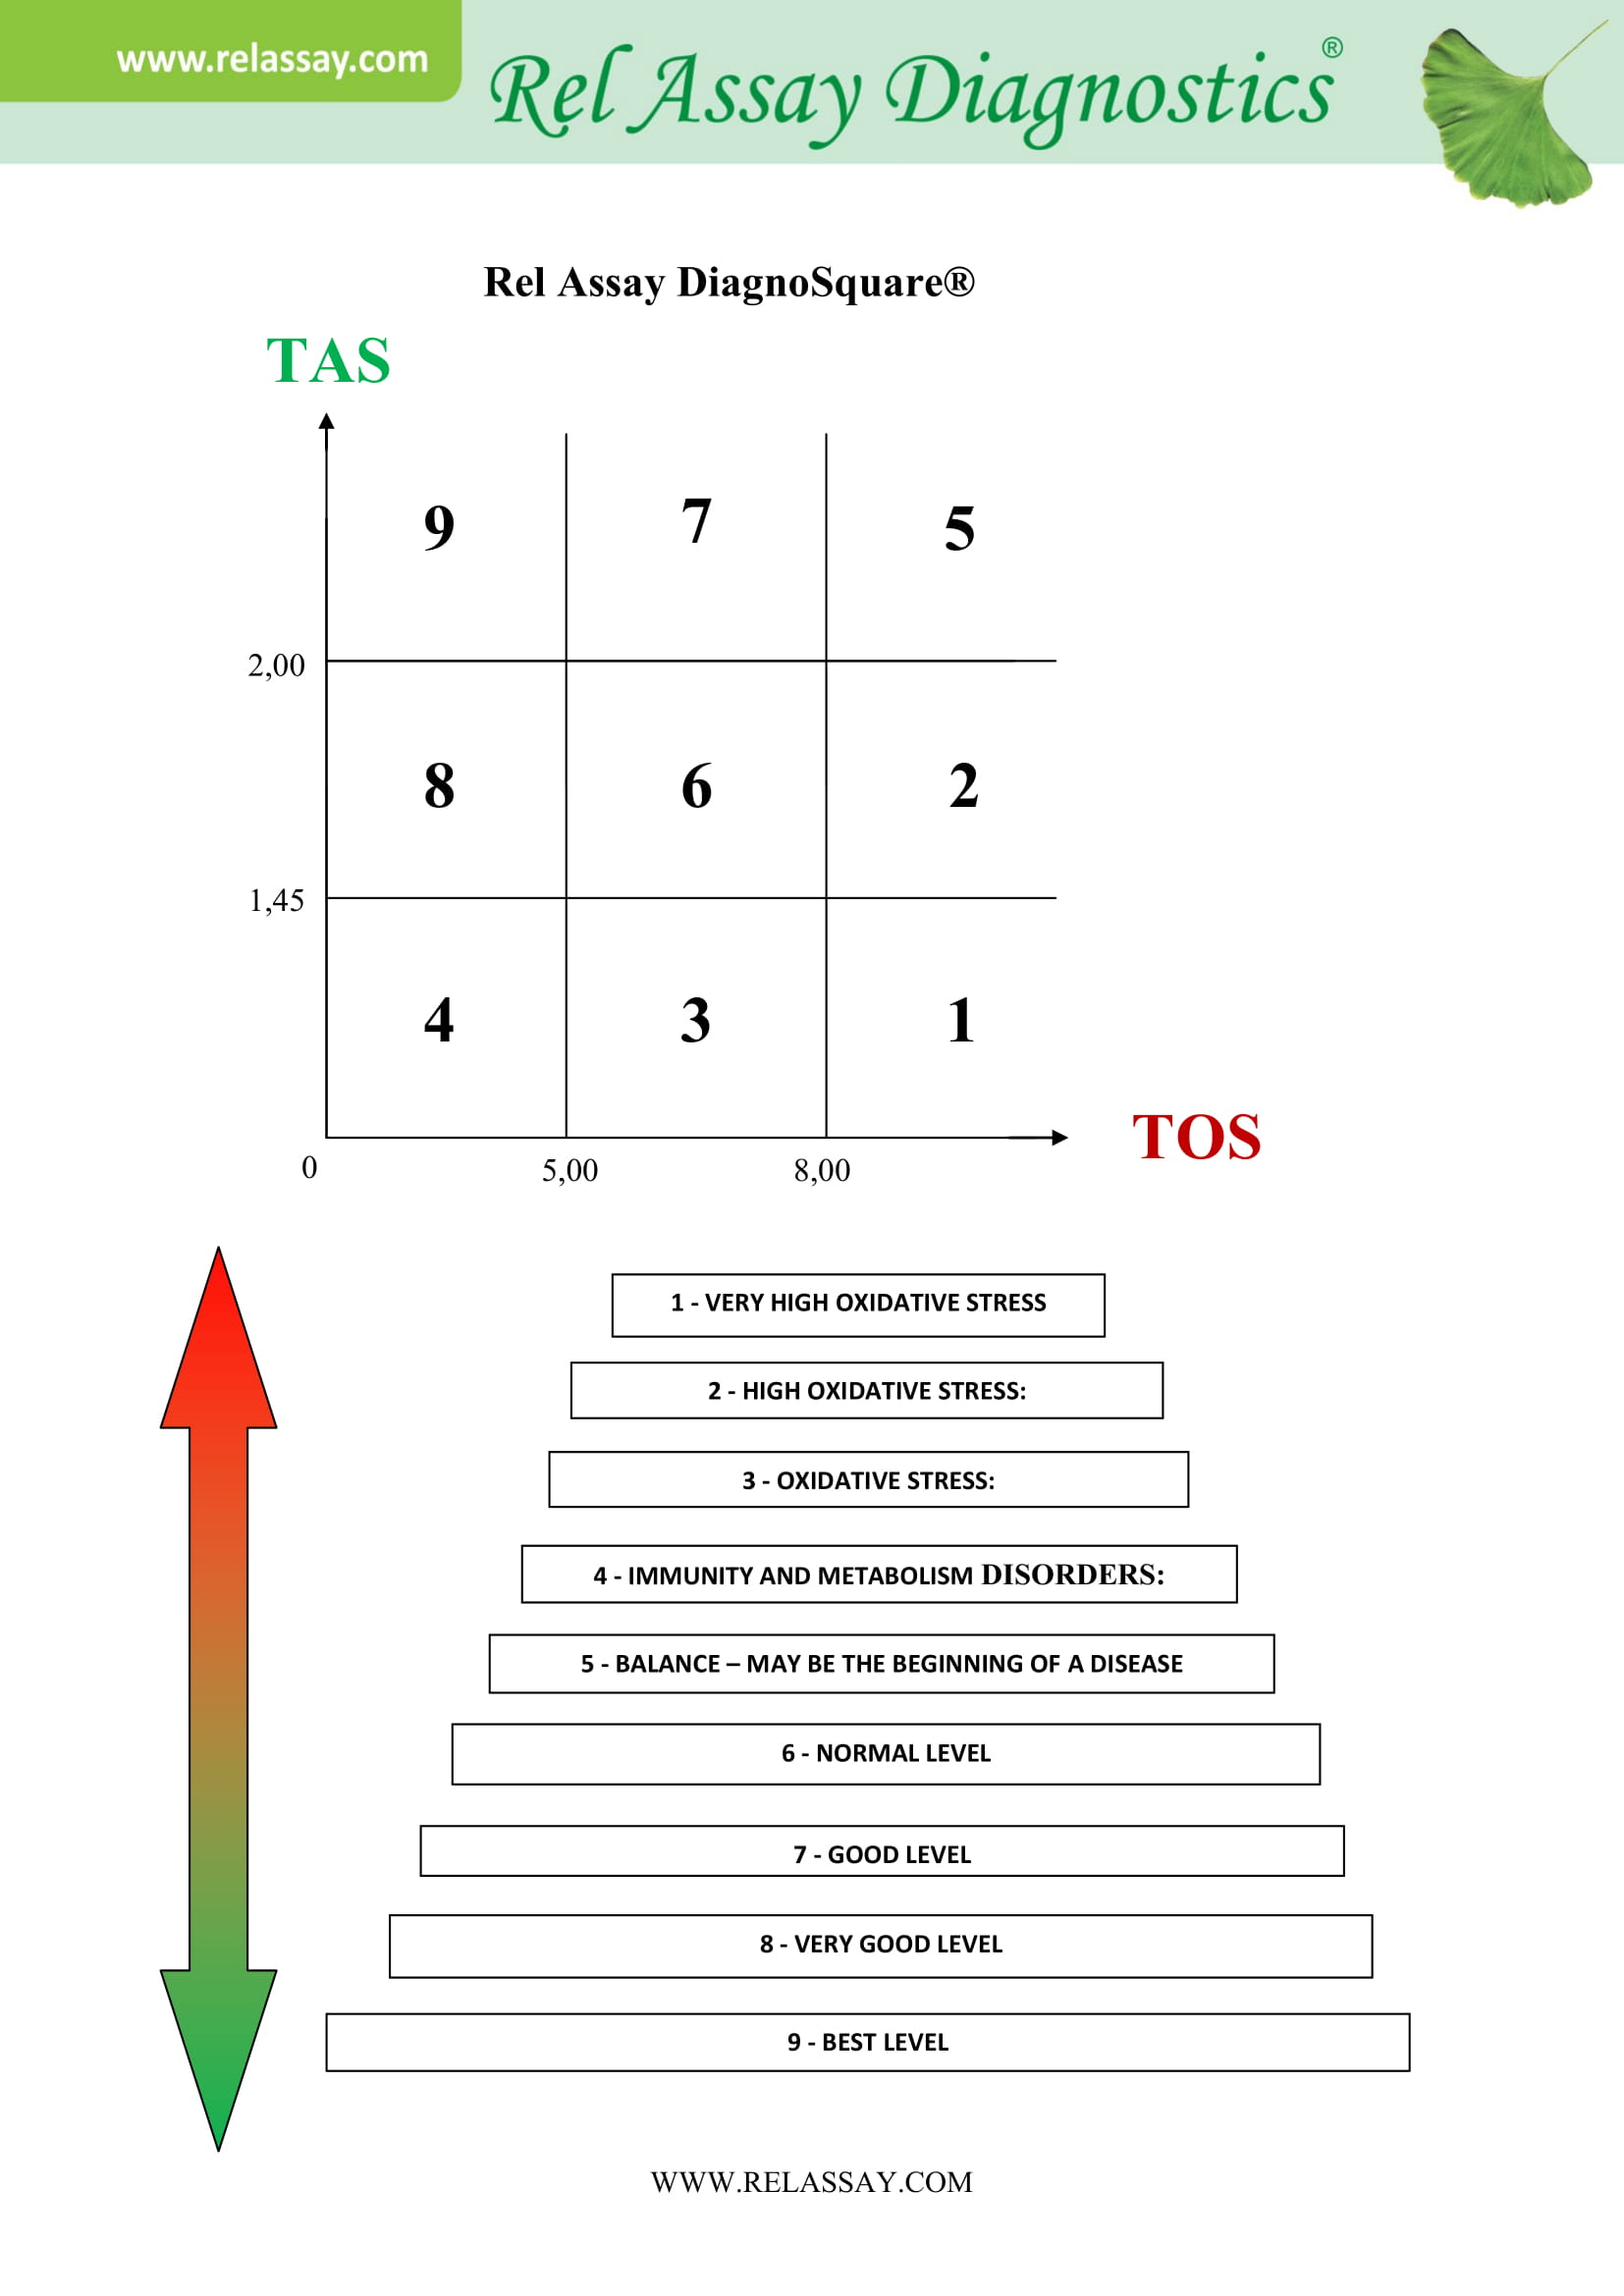 www.relassay.com
Rel Assay Diagnostics®
Rel Assay DiagnoSquare®
TAS
9 7 5
2,00
8 6 2
1,45
4 3 1
TOS
0 5,00 8,00
1 - VERY HIGH OXIDATIVE STRESS
2 - HIGH OXIDATIVE STRESS:
3 - OXIDATIVE STRESS:
4 - IMMUNITY AND METABOLISM DISORDERS:
5 - BALANCE – MAY BE THE BEGINNING OF A DISEASE
6 - NORMAL LEVEL
7 - GOOD LEVEL
8 - VERY GOOD LEVEL
9 - BEST LEVEL
WWW.RELASSAY.COM